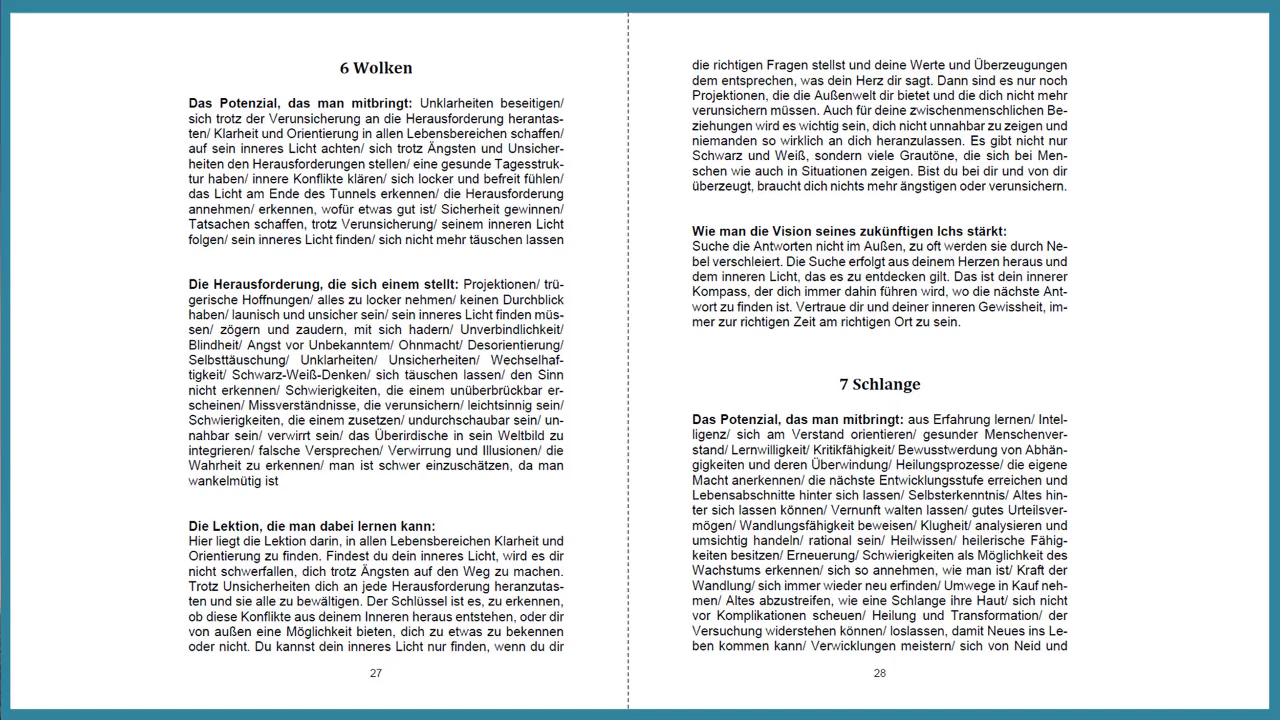 6 Wolken
Das Potenzial, das man mitbringt: Unklarheiten beseitigen/
sich trotz der Verunsicherung an die Herausforderung herantas-
ten/ Klarheit und Orientierung in allen Lebensbereichen schaffen/
auf sein inneres Licht achten/ sich trotz Ängsten und Unsicher-
heiten den Herausforderungen stellen/ eine gesunde Tagesstruk-
tur haben/ innere Konflikte klären/ sich locker und befreit fühlen/
das Licht am Ende des Tunnels erkennen/ die Herausforderung
annehmen/ erkennen, wofür etwas gut ist/ Sicherheit gewinnen/
Tatsachen schaffen, trotz Verunsicherung/ seinem inneren Licht
folgen/ sein inneres Licht finden/ sich nicht mehr täuschen lassen
Die Herausforderung, die sich einem stellt: Projektionen/ trü-
gerische Hoffnungen/ alles zu locker nehmen/ keinen Durchblick
haben/ launisch und unsicher sein/ sein inneres Licht finden müs-
sen/ zögern und zaudern, mit sich hadern/ Unverbindlichkeit/
Blindheit/ Angst vor Unbekanntem/ Ohnmacht/ Desorientierung/
Selbsttäuschung/ Unklarheiten/ Unsicherheiten/ Wechselhaf-
tigkeit/ Schwarz-Weiß-Denken/ sich täuschen lassen/ den Sinn
nicht erkennen/ Schwierigkeiten, die einem unüberbrückbar er-
scheinen/ Missverständnisse, die verunsichern/ leichtsinnig sein/
Schwierigkeiten, die einem zusetzen/ undurchschaubar sein/ un-
nahbar sein/ verwirrt sein/ das Überirdische in sein Weltbild zu
integrieren/ falsche Versprechen/ Verwirrung und Illusionen/ die
Wahrheit zu erkennen/ man ist schwer einzuschätzen, da man
wankelmütig ist
Die Lektion, die man dabei lernen kann:
Hier liegt die Lektion darin, in allen Lebensbereichen Klarheit und
Orientierung zu finden. Findest du dein inneres Licht, wird es dir
nicht schwerfallen, dich trotz Ängsten auf den Weg zu machen.
Trotz Unsicherheiten dich an jede Herausforderung heranzutas-
ten und sie alle zu bewältigen. Der Schlüssel ist es, zu erkennen,
ob diese Konflikte aus deinem Inneren heraus entstehen, oder dir
von außen eine Möglichkeit bieten, dich zu etwas zu bekennen
oder nicht. Du kannst dein inneres Licht nur finden, wenn du dir
27
die richtigen Fragen stellst und deine Werte und Überzeugungen
dem entsprechen, was dein Herz dir sagt. Dann sind es nur noch
Projektionen, die die Außenwelt dir bietet und die dich nicht mehr
verunsichern müssen. Auch für deine zwischenmenschlichen Be-
ziehungen wird es wichtig sein, dich nicht unnahbar zu zeigen und
niemanden so wirklich an dich heranzulassen. Es gibt nicht nur
Schwarz und Weiß, sondern viele Grautöne, die sich bei Men-
schen wie auch in Situationen zeigen. Bist du bei dir und von dir
überzeugt, braucht dich nichts mehr ängstigen oder verunsichern.
Wie man die Vision seines zukünftigen Ichs stärkt:
Suche die Antworten nicht im Außen, zu oft werden sie durch Ne-
bel verschleiert. Die Suche erfolgt aus deinem Herzen heraus und
dem inneren Licht, das es zu entdecken gilt. Das ist dein innerer
Kompass, der dich immer dahin führen wird, wo die nächste Ant-
wort zu finden ist. Vertraue dir und deiner inneren Gewissheit, im-
mer zur richtigen Zeit am richtigen Ort zu sein.
7 Schlange
Das Potenzial, das man mitbringt: aus Erfahrung lernen/ Intel-
ligenz/ sich am Verstand orientieren/ gesunder Menschenver-
stand/ Lernwilligkeit/ Kritikfähigkeit/ Bewusstwerdung von Abhän-
gigkeiten und deren Überwindung/ Heilungsprozesse/ die eigene
Macht anerkennen/ die nächste Entwicklungsstufe erreichen und
Lebensabschnitte hinter sich lassen/ Selbsterkenntnis/ Altes hin-
ter sich lassen können/ Vernunft walten lassen/ gutes Urteilsver-
mögen/ Wandlungsfähigkeit beweisen/ Klugheit/ analysieren und
umsichtig handeln/ rational sein/ Heilwissen/ heilerische Fähig-
keiten besitzen/ Erneuerung/ Schwierigkeiten als Möglichkeit des
Wachstums erkennen/ sich so annehmen, wie man ist/ Kraft der
Wandlung/ sich immer wieder neu erfinden/ Umwege in Kauf neh-
men/ Altes abzustreifen, wie eine Schlange ihre Haut/ sich nicht
vor Komplikationen scheuen/ Heilung und Transformation/ der
Versuchung widerstehen können/ loslassen, damit Neues ins Le-
ben kommen kann/ Verwicklungen meistern/ sich von Neid und
28